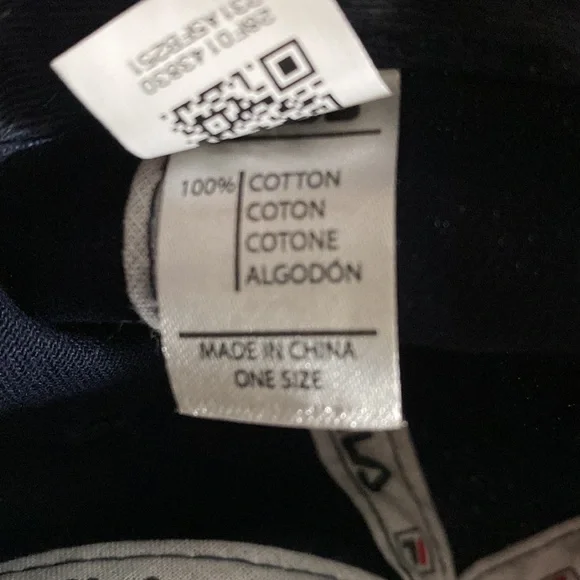 100% COTTON
COTON
COTONE
ALGODÓN
MADE IN CHINA
ONE SIZE